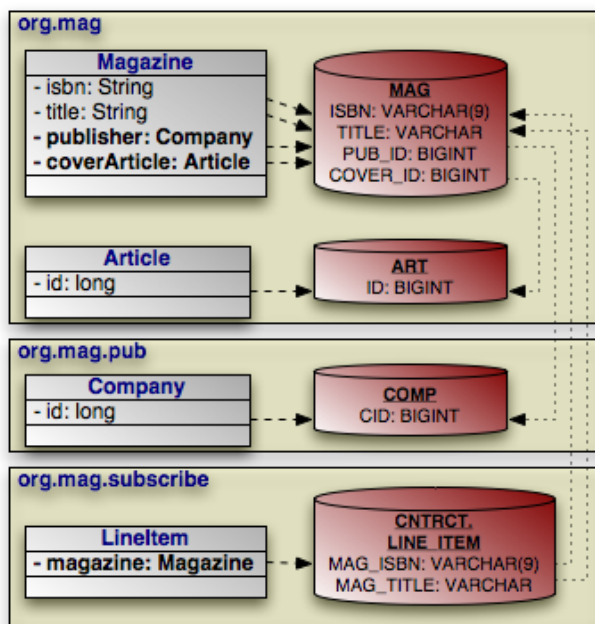 org.mag
Magazine
- isbn: String
- title: String
- publisher: Company
- coverArticle: Article
MAG
ISBN: VARCHAR(9)
TITLE: VARCHAR
PUB_ID: BIGINT
COVER_ID: BIGINT
Article
- id: long
ART
ID: BIGINT
org.mag.pub
Company
- id: long
COMP
CID: BIGINT
org.mag.subscribe
LineItem
- magazine: Magazine
CNTRCT.
LINE_ITEM
MAG_ISBN: VARCHAR(9)
MAG_TITLE: VARCHAR